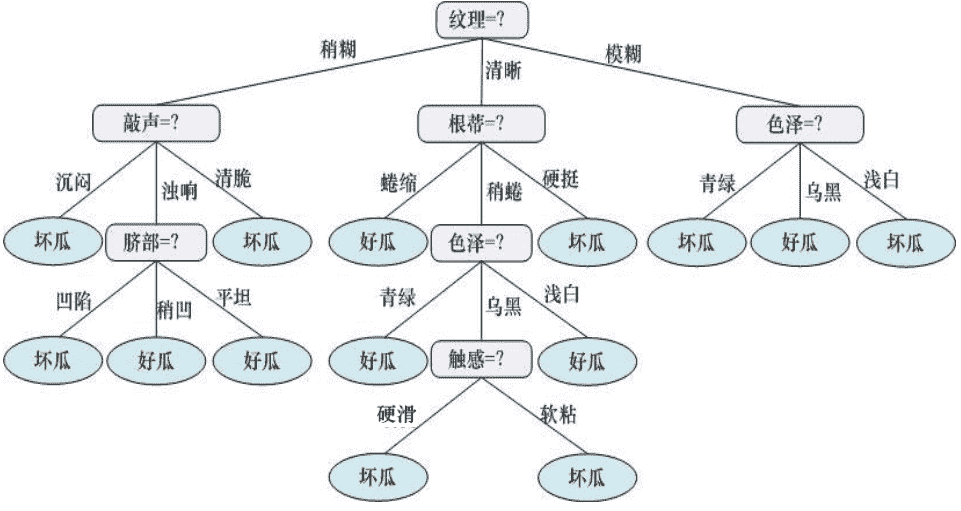 纹理=?
稍糊
清晰
模糊
敲声=?
根蒂=?
色泽=?
沉闷
浊响
清脆
蜷缩
稍蜷
硬挺
青绿
乌黑
浅白
坏瓜
脐部=?
坏瓜
好瓜
色泽=?
坏瓜
坏瓜
好瓜
坏瓜
凹陷
稍凹
平坦
青绿
乌黑
浅白
坏瓜
好瓜
好瓜
好瓜
触感=?
好瓜
硬滑
软粘
坏瓜
坏瓜